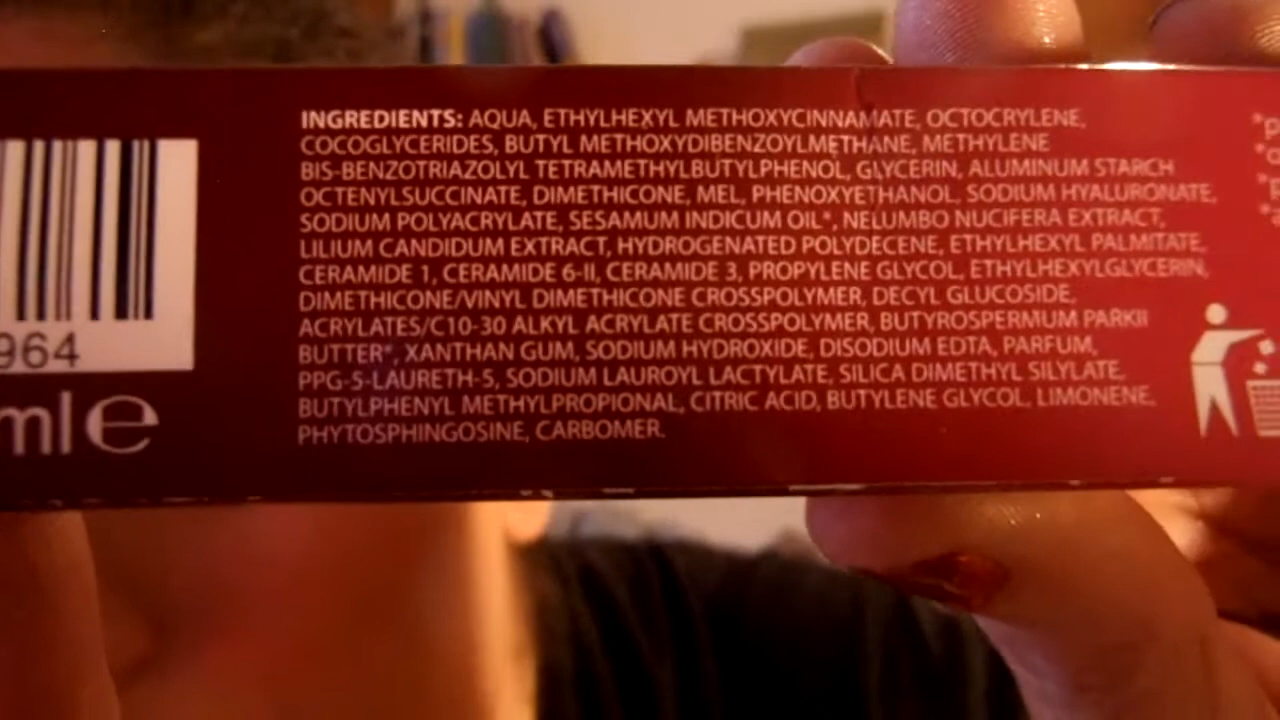 INGREDIENTS: AQUA, ETHYLHEXYL METHOXYCINNAMATE, OCTOCRYLENE,
COCOGLYCERIDES, BUTYL METHOXYDIBENZOYLMETHANE, METHYLENE
BIS-BENZOTRIAZOLYL TETRAMETHYLBUTYLPHENOL, GLYCERIN, ALUMINUM STARCH
OCTENYLSUCCINATE, DIMETHICONE, MEL, PHENOXYETHANOL, SODIUM HYALURONATE,
SODIUM POLYACRYLATE, SESAMUM INDICUM OIL*, NELUMBO NUCIFERA EXTRACT,
LILIUM CANDIDUM EXTRACT, HYDROGENATED POLYDECENE, ETHYLHEXYL PALMITATE,
CERAMIDE 1, CERAMIDE 6-II, CERAMIDE 3, PROPYLENE GLYCOL, ETHYLHEXYLGLYCERIN,
DIMETHICONE/VINYL DIMETHICONE CROSSPOLYMER, DECYL GLUCOSIDE,
ACRYLATES/C10-30 ALKYL ACRYLATE CROSSPOLYMER, BUTYROSPERMUM PARKII
BUTTER*, XANTHAN GUM, SODIUM HYDROXIDE, DISODIUM EDTA, PARFUM,
PPG-5-LAURETH-5, SODIUM LAUROYL LACTYLATE, SILICA DIMETHYL SILYLATE,
BUTYLPHENYL METHYLPROPIONAL, CITRIC ACID, BUTYLENE GLYCOL, LIMONENE,
PHYTOSPHINGOSINE, CARBOMER.
964
ml e